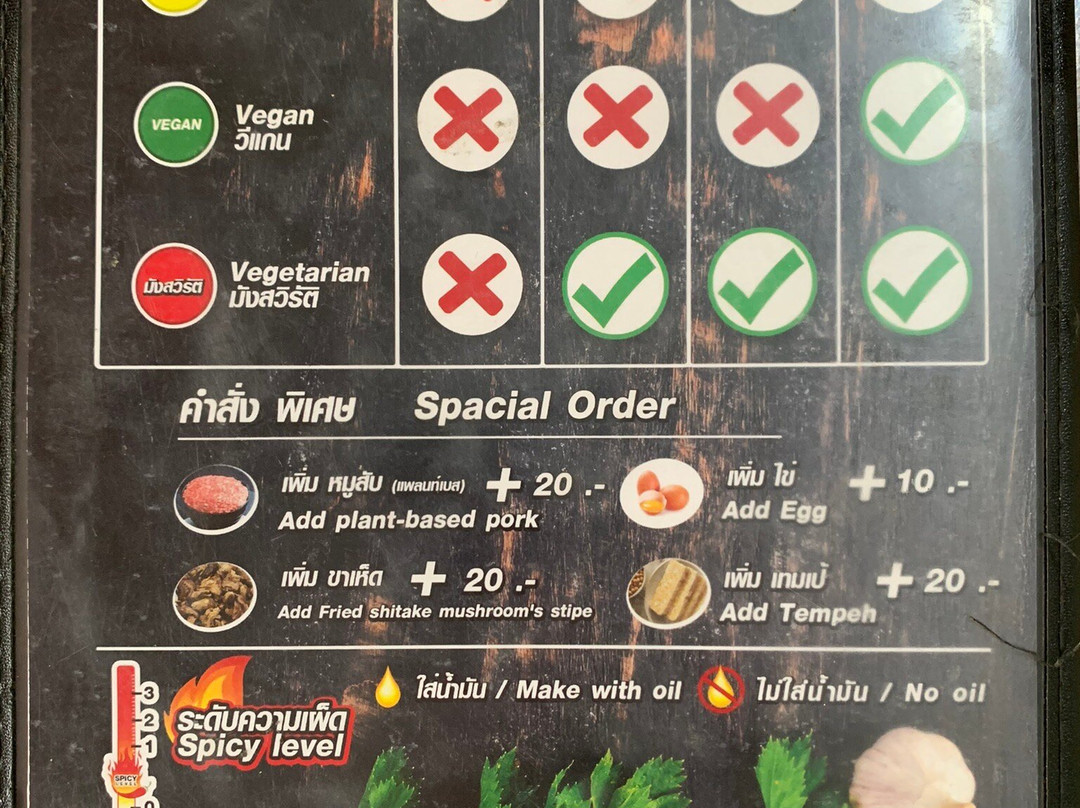 VEGAN
Vegan
วีแกน
มังสวิรัติ
Vegetarian
มังสวิรัติ
คำสั่ง พิเศษ Spacial Order
เพิ่ม หมูสับ (แพลนท์เบส) + 20 .-
Add plant-based pork
เพิ่ม ไข่ + 10 .-
Add Egg
เพิ่ม ขาเห็ด + 20 .-
Add Fried shitake mushroom's stipe
เพิ่ม เทมเป้ + 20 .-
Add Tempeh
3
2
1
0
SPICY
LEVEL
ระดับความเผ็ด
Spicy level
ใส่น้ำมัน / Make with oil
ไม่ใส่น้ำมัน / No oil